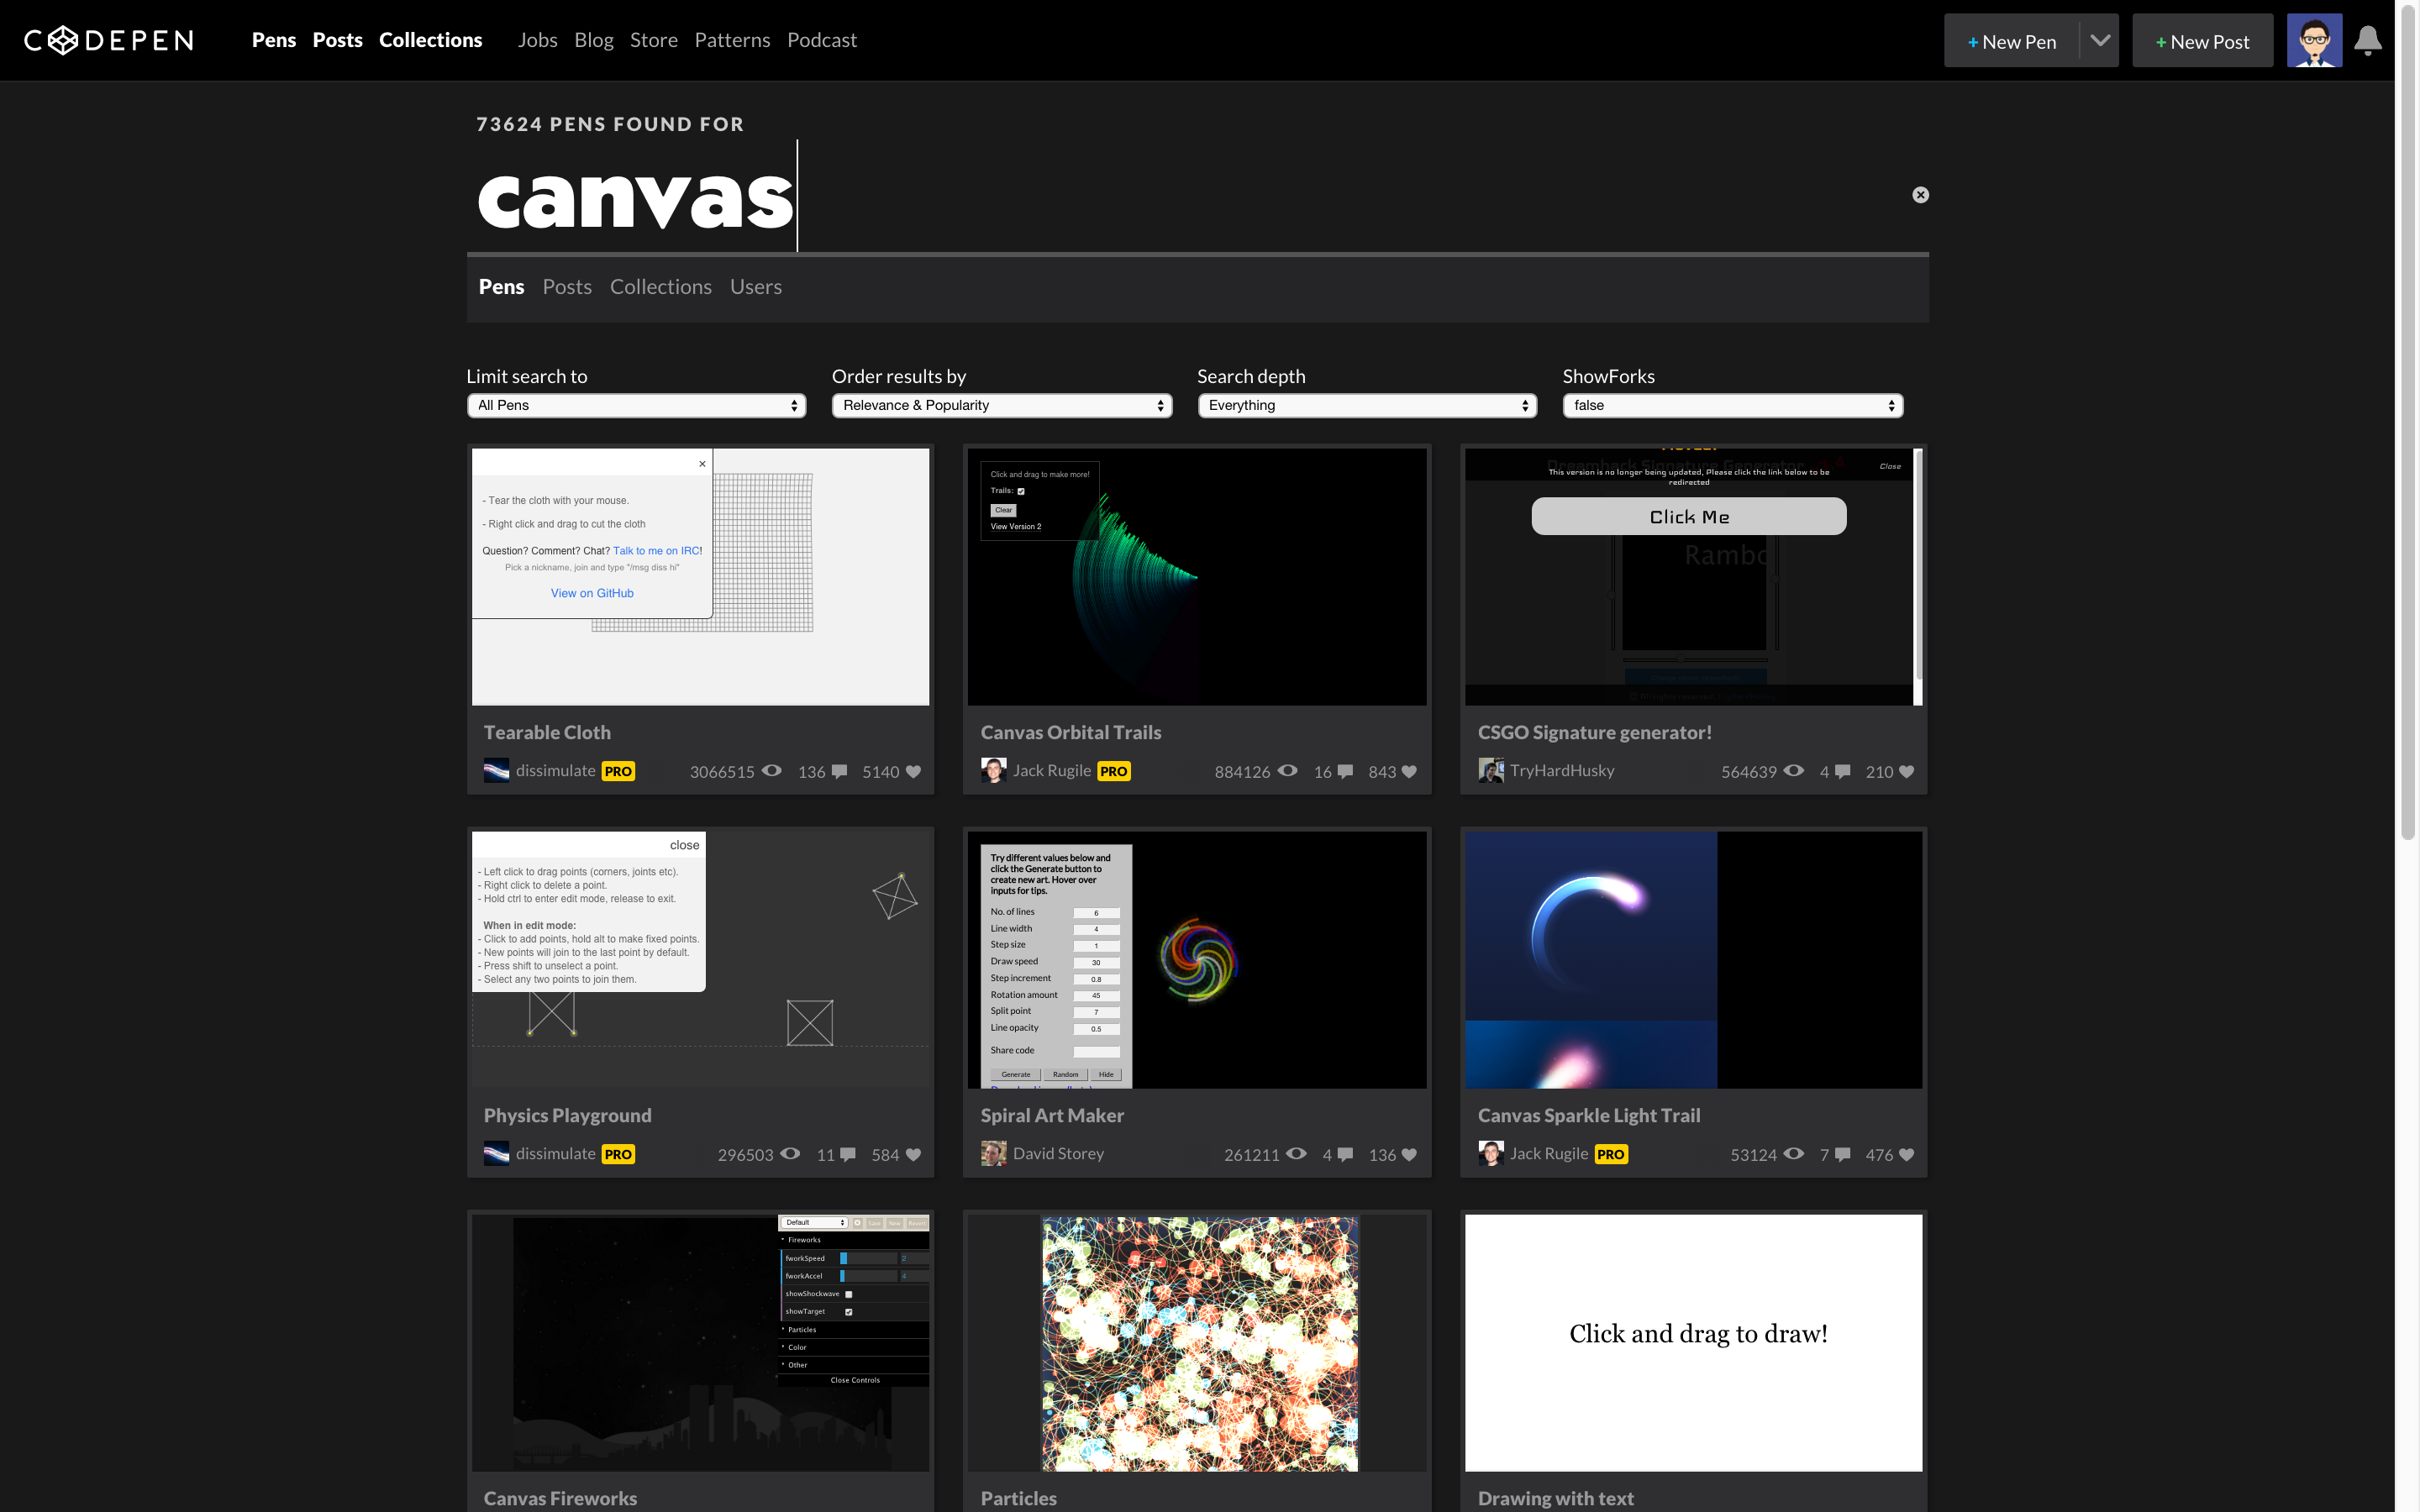 CODEPEN
Pens Posts Collections Jobs Blog Store Patterns Podcast
+ New Pen
+ New Post
73624 PENS FOUND FOR
canvas
Pens Posts Collections Users
Limit search to Order results by Search depth ShowForks
All Pens Relevance & Popularity Everything false
- Tear the cloth with your mouse.
- Right click and drag to cut the cloth
Question? Comment? Chat? Talk to me on IRC!
Pick a nickname, join and type "/msg diss hi"
View on GitHub
Tearable Cloth
dissimulate PRO 3066515 136 5140
Click and drag to make more!
Trails:
Clear
View Version 2
Canvas Orbital Trails
Jack Rugile PRO 884126 16 843
Dreamhack Signature Generator
Close
This version is no longer being updated, Please click the link below to be
redirected
Click Me
Rambo
CSGO Signature generator!
TryHardHusky 564639 4 210
close
- Left click to drag points (corners, joints etc).
- Right click to delete a point.
- Hold ctrl to enter edit mode, release to exit.
When in edit mode:
- Click to add points, hold alt to make fixed points.
- New points will join to the last point by default.
- Press shift to unselect a point.
- Select any two points to join them.
Physics Playground
dissimulate PRO 296503 11 584
Try different values below and
click the Generate button to
create new art. Hover over
inputs for tips.
No. of lines 6
Line width 4
Step size 1
Draw speed 30
Step increment 0.8
Rotation amount 45
Split point 7
Line opacity 0.5
Share code
Generate Random Hide
Spiral Art Maker
David Storey 261211 4 136
Canvas Sparkle Light Trail
Jack Rugile PRO 53124 7 476
Default Save New Revert
Fireworks
fworkSpeed 2
fworkAccel 4
showShockwave
showTarget
Particles
Color
Other
Close Controls
Canvas Fireworks
Particles
Click and drag to draw!
Drawing with text